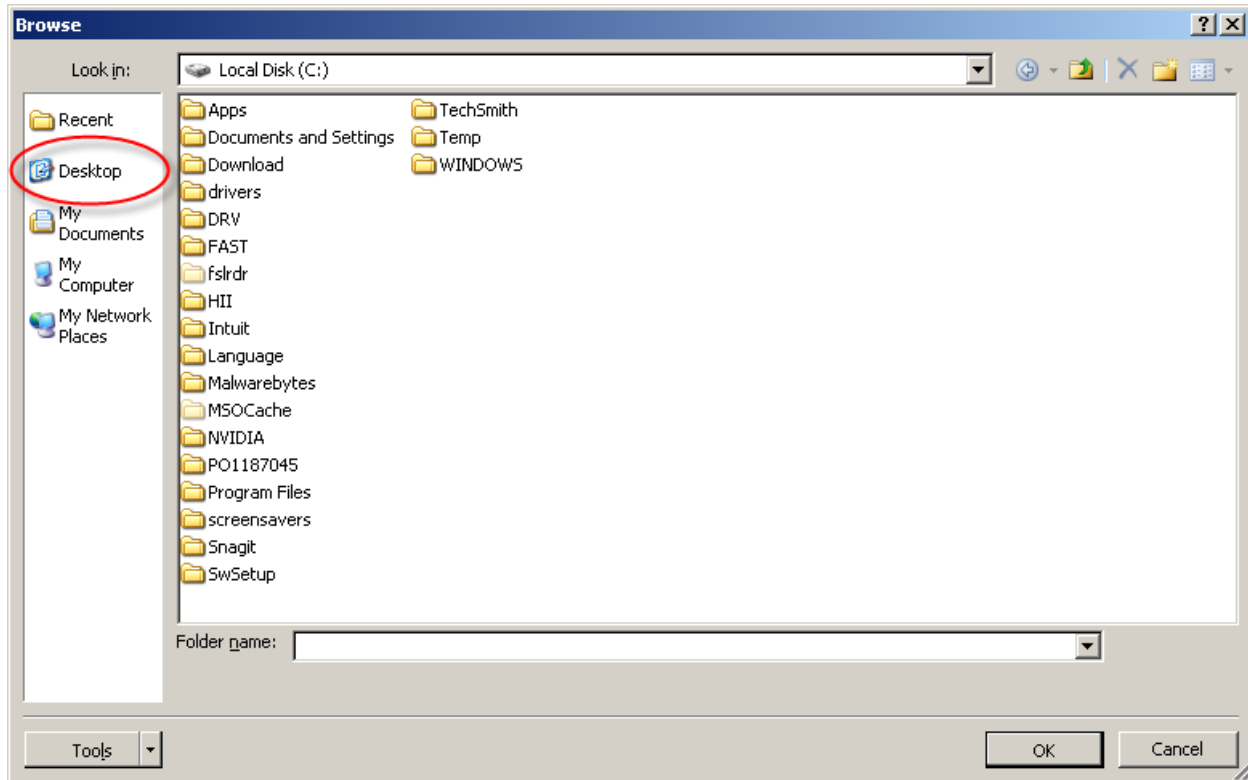 Browse
Look in:
Local Disk (C:)
Recent
Desktop
My
Documents
My
Computer
My Network
Places
Apps
Documents and Settings
Download
drivers
DRV
FAST
fslrdr
HII
Intuit
Language
Malwarebytes
MSOCache
NVIDIA
PO1187045
Program Files
screensavers
Snagit
SwSetup
TechSmith
Temp
WINDOWS
Folder name:
Tools
OK
Cancel